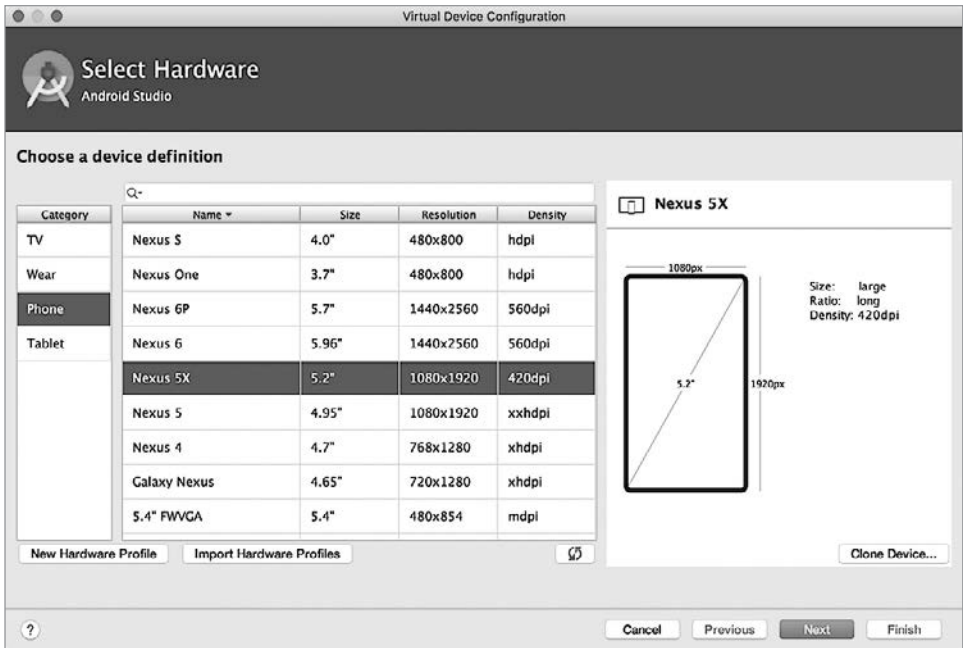 Virtual Device Configuration
Select Hardware
Android Studio
Choose a device definition
Category
TV
Wear
Phone
Tablet
Name Size Resolution Density
Nexus S 4.0" 480x800 hdpi
Nexus One 3.7" 480x800 hdpi
Nexus 6P 5.7" 1440x2560 560dpi
Nexus 6 5.96" 1440x2560 560dpi
Nexus 5X 5.2" 1080x1920 420dpi
Nexus 5 4.95" 1080x1920 xxhdpi
Nexus 4 4.7" 768x1280 xhdpi
Galaxy Nexus 4.65" 720x1280 xhdpi
5.4" FWVGA 5.4" 480x854 mdpi
New Hardware Profile Import Hardware Profiles
Nexus 5X
1080px
5.2"
1920px
Size: large
Ratio: long
Density: 420dpi
Clone Device...
? Cancel Previous Next Finish